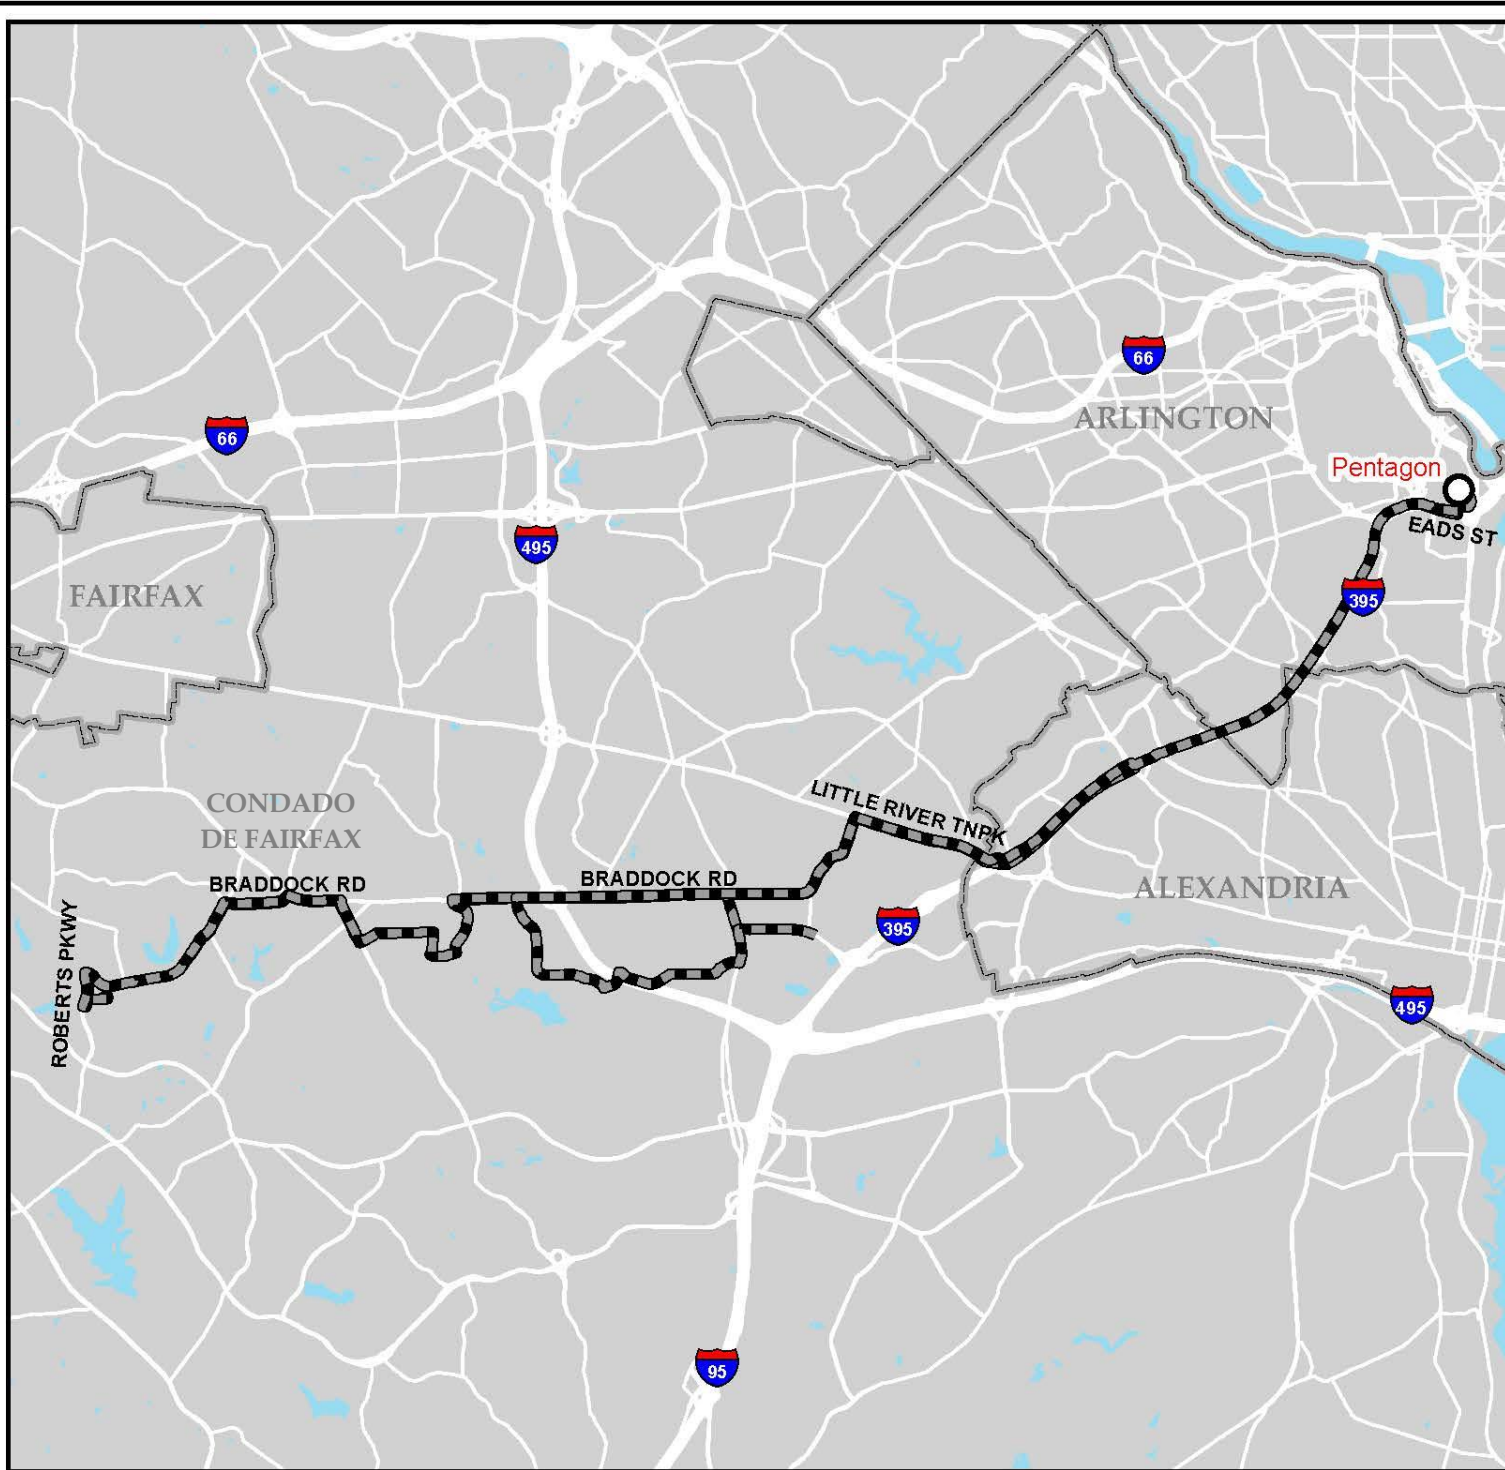 66
ARLINGTON
66
Pentagon
EADS ST
495
FAIRFAX
395
LITTLE RIVER TNPK
CONDADO
DE FAIRFAX
BRADDOCK RD
BRADDOCK RD
ALEXANDRIA
395
ROBERTS PKWY
495
95